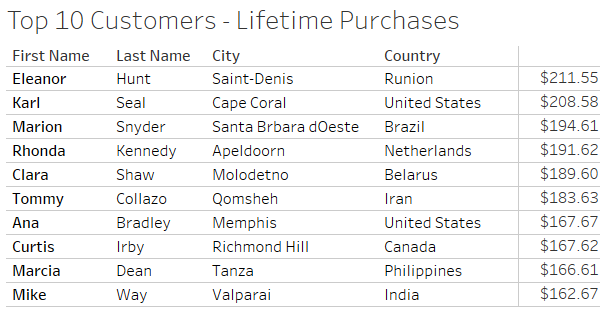 Top 10 Customers - Lifetime Purchases
First Name Last Name City Country
Eleanor Hunt Saint-Denis Runion $211.55
Karl Seal Cape Coral United States $208.58
Marion Snyder Santa Brbara dOeste Brazil $194.61
Rhonda Kennedy Apeldoorn Netherlands $191.62
Clara Shaw Molodetno Belarus $189.60
Tommy Collazo Qomsheh Iran $183.63
Ana Bradley Memphis United States $167.67
Curtis Irby Richmond Hill Canada $167.62
Marcia Dean Tanza Philippines $166.61
Mike Way Valparai India $162.67